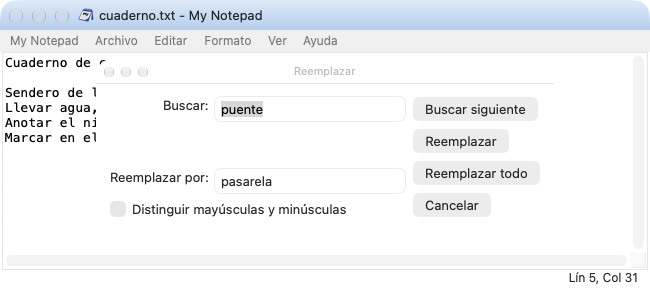 cuaderno.txt - My Notepad
My Notepad Archivo Editar Formato Ver Ayuda
Cuaderno de
Reemplazar
Sendero de
Llevar agua,
Anotar el
Marcar en el
Buscar: puente Buscar siguiente
Reemplazar
Reemplazar por: pasarela Reemplazar todo
Distinguir mayúsculas y minúsculas Cancelar
Lín 5, Col 31